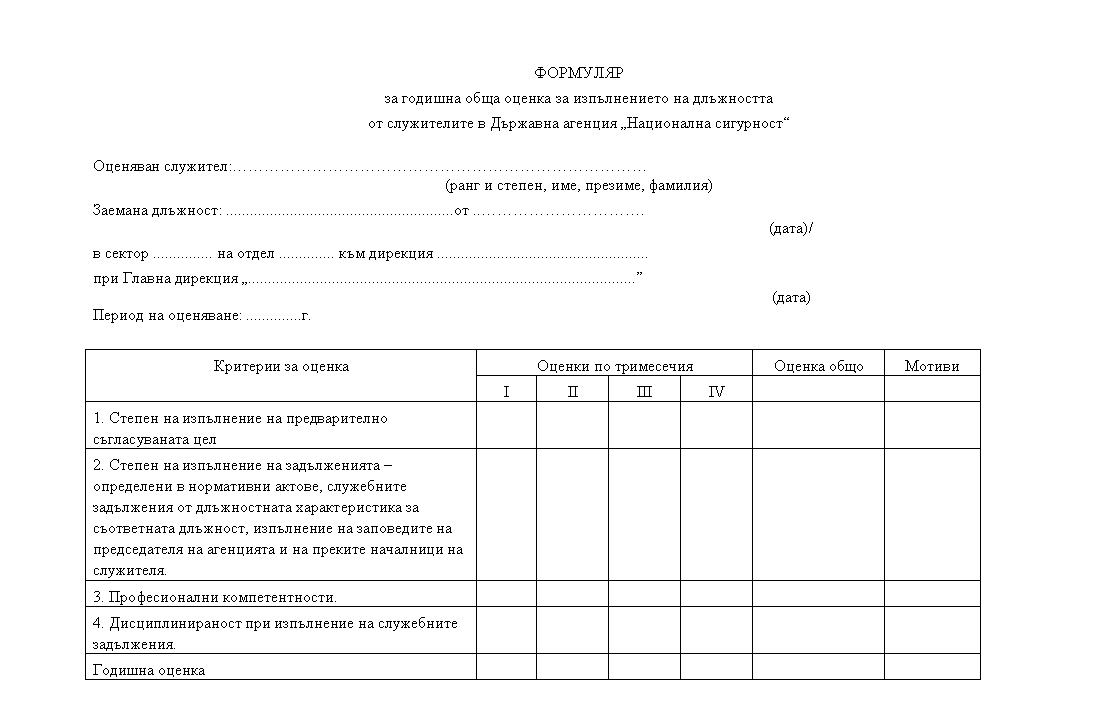 ФОРМУЛЯР
за годишна обща оценка за изпълнението на длъжността
от служителите в Държавна агенция „Национална сигурност“
Оценяван служител:……………………………………………………………………
(ранг и степен, име, презиме, фамилия)
Заемана длъжност: .........................................................от ………………………….
(дата)/
в сектор ............... на отдел .............. към дирекция .....................................................
при Главна дирекция „.................................................................................................”
(дата)
Период на оценяване: ..............г.
Критерии за оценка Оценки по тримесечия Оценка общо Мотиви
I II III IV
1. Степен на изпълнение на предварително
съгласуваната цел
2. Степен на изпълнение на задълженията –
определени в нормативни актове, служебните
задължения от длъжностната характеристика за
съответната длъжност, изпълнение на заповедите на
председателя на агенцията и на преките началници на
служителя.
3. Професионални компетентности.
4. Дисциплинираност при изпълнение на служебните
задължения.
Годишна оценка